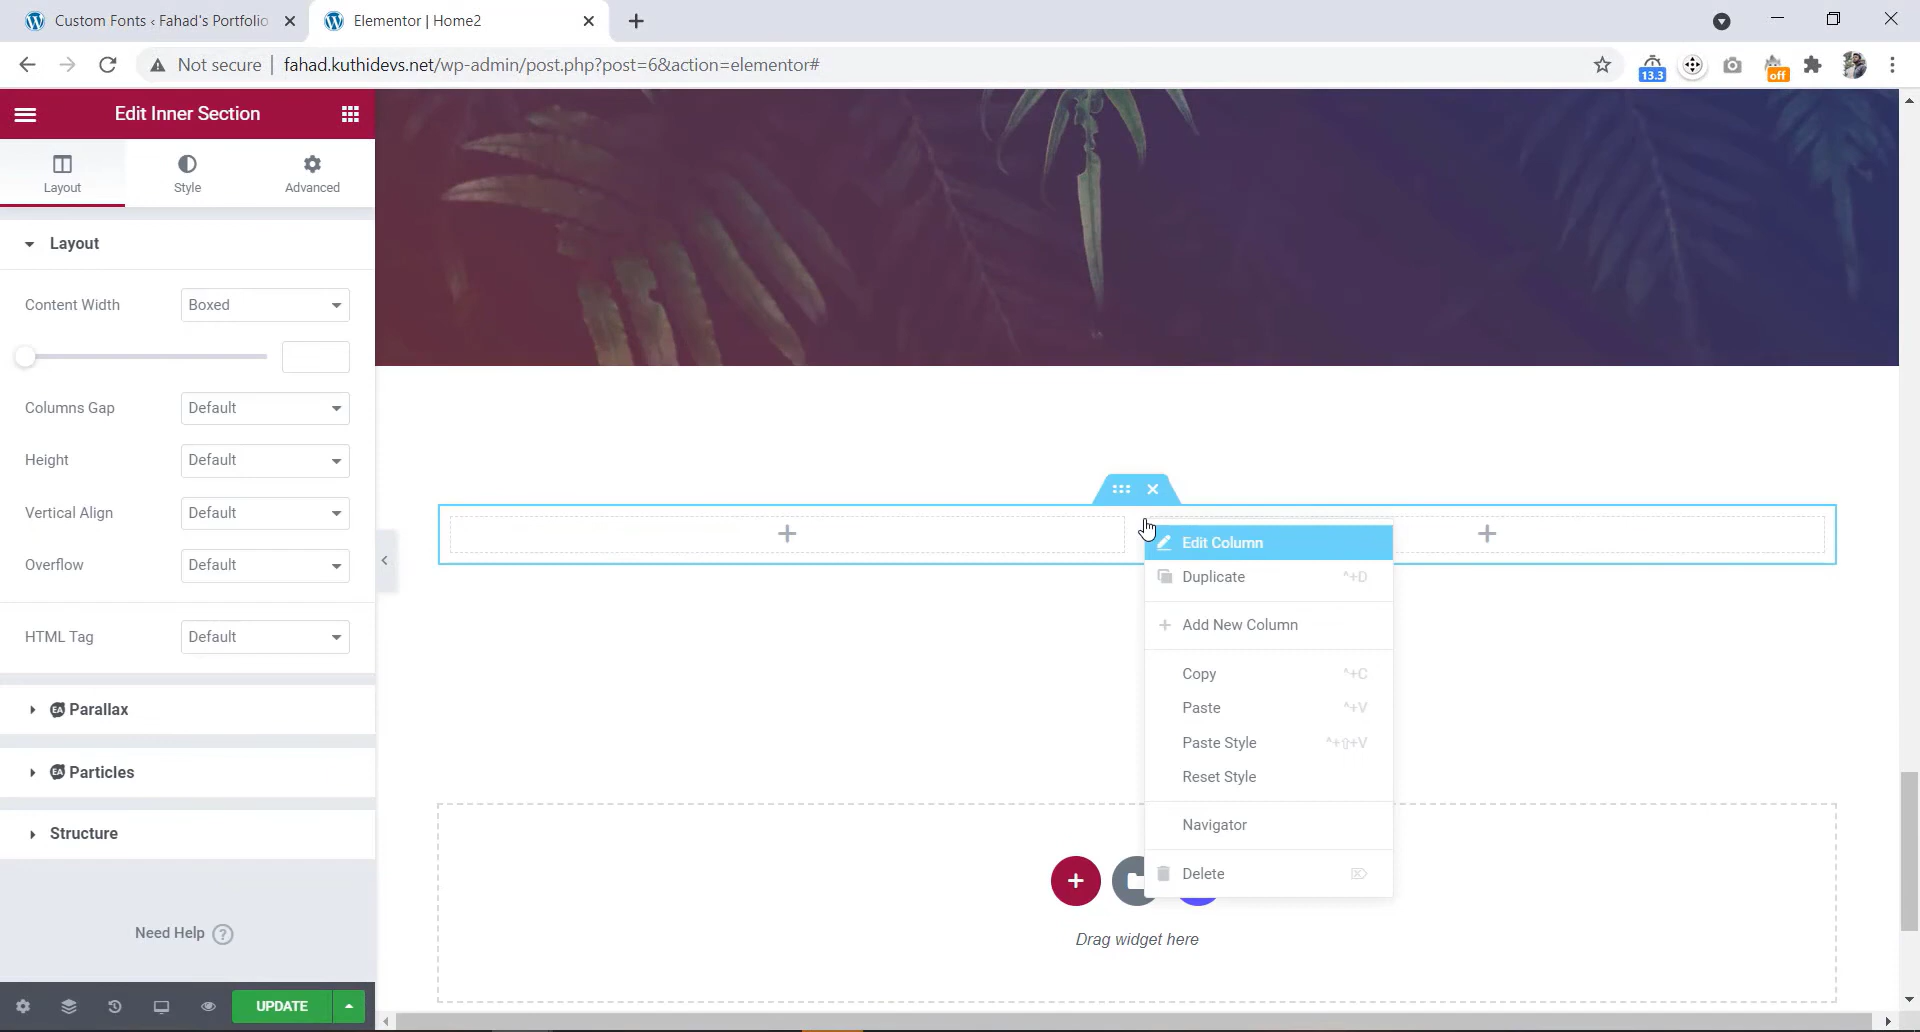 Custom Fonts ‹ Fahad's Portfolio
Elementor | Home2
Not secure
fahad.kuthidevs.net/wp-admin/post.php?post=6&action=elementor#
13.3
off
Edit Inner Section
Layout
Style
Advanced
Layout
Content Width
Boxed
Columns Gap
Default
Height
Default
Vertical Align
Default
Overflow
Default
HTML Tag
Default
EA Parallax
EA Particles
Structure
Need Help ?
UPDATE
Edit Column
Duplicate ^+D
Add New Column
Copy ^+C
Paste ^+V
Paste Style ^+⇧+V
Reset Style
Navigator
Delete ⌦
Drag widget here